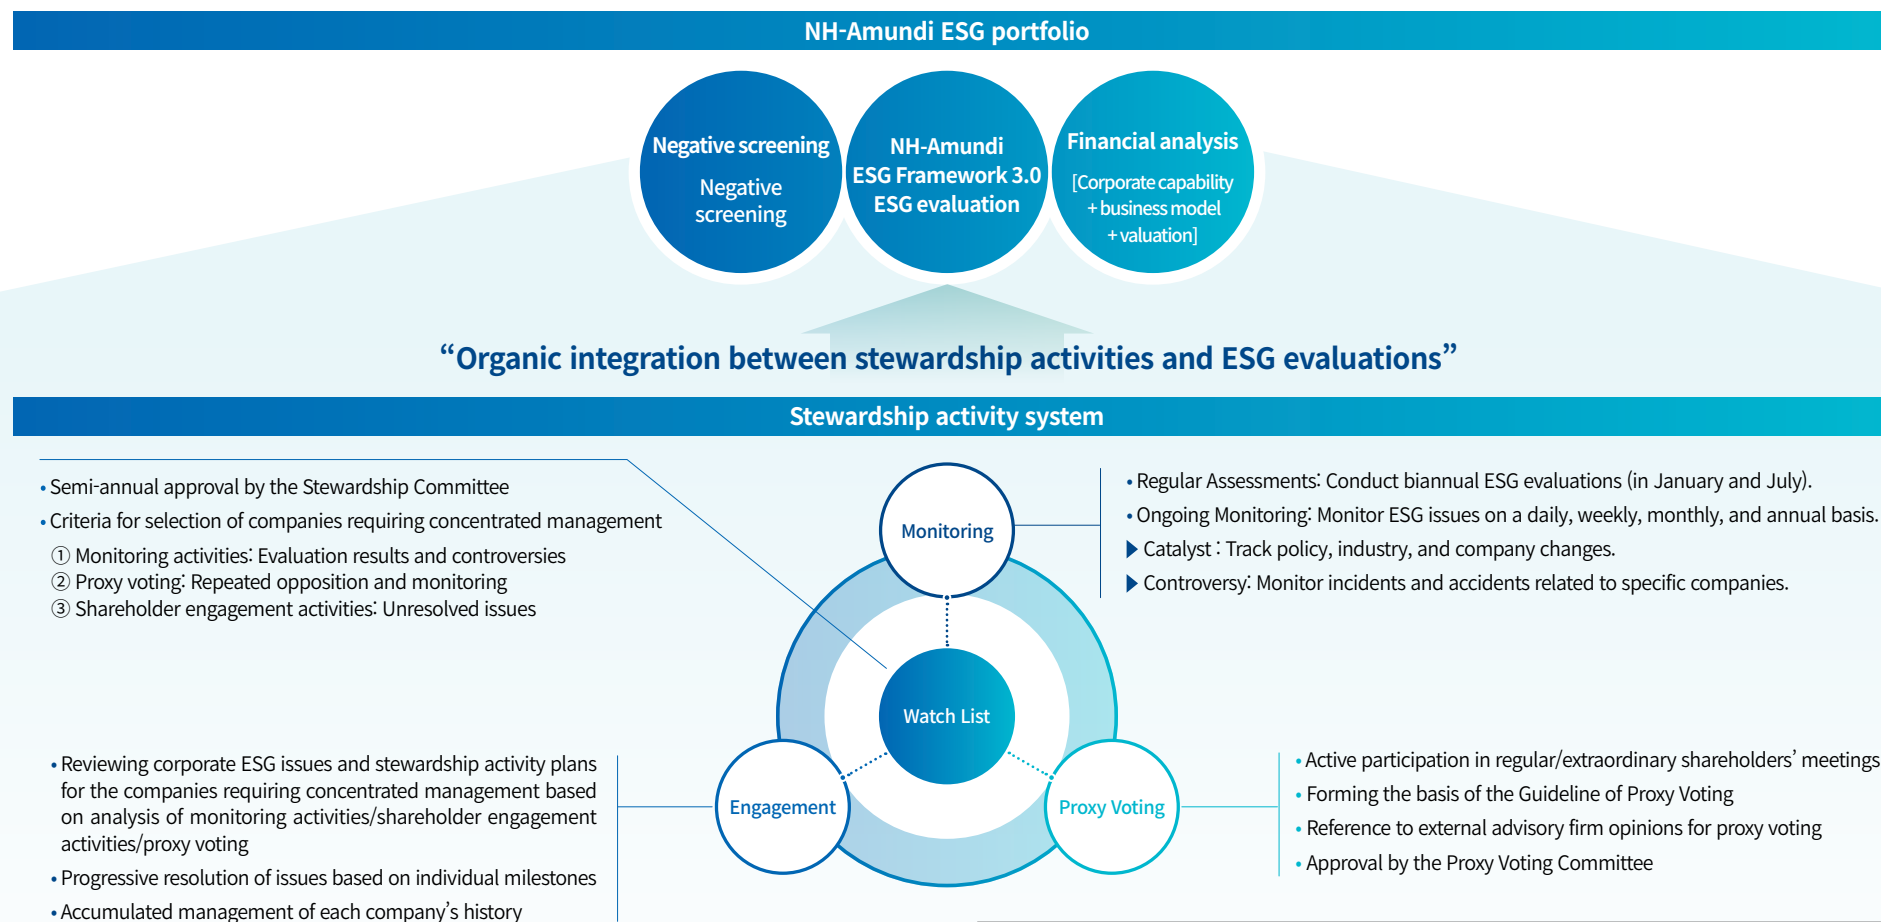 NH-Amundi ESG portfolio
Negative screening
Negative
screening
NH-Amundi
ESG Framework 3.0
ESG evaluation
Financial analysis
[Corporate capability
+ business model
+ valuation]
“Organic integration between stewardship activities and ESG evaluations”
Stewardship activity system
• Semi-annual approval by the Stewardship Committee
• Criteria for selection of companies requiring concentrated management
① Monitoring activities: Evaluation results and controversies
② Proxy voting: Repeated opposition and monitoring
③ Shareholder engagement activities: Unresolved issues
Monitoring
• Regular Assessments: Conduct biannual ESG evaluations (in January and July).
• Ongoing Monitoring: Monitor ESG issues on a daily, weekly, monthly, and annual basis.
▶ Catalyst : Track policy, industry, and company changes.
▶ Controversy: Monitor incidents and accidents related to specific companies.
Watch List
• Reviewing corporate ESG issues and stewardship activity plans
for the companies requiring concentrated management based
on analysis of monitoring activities/shareholder engagement
activities/proxy voting
• Progressive resolution of issues based on individual milestones
• Accumulated management of each company’s history
Engagement
Proxy Voting
• Active participation in regular/extraordinary shareholders’ meetings
• Forming the basis of the Guideline of Proxy Voting
• Reference to external advisory firm opinions for proxy voting
• Approval by the Proxy Voting Committee